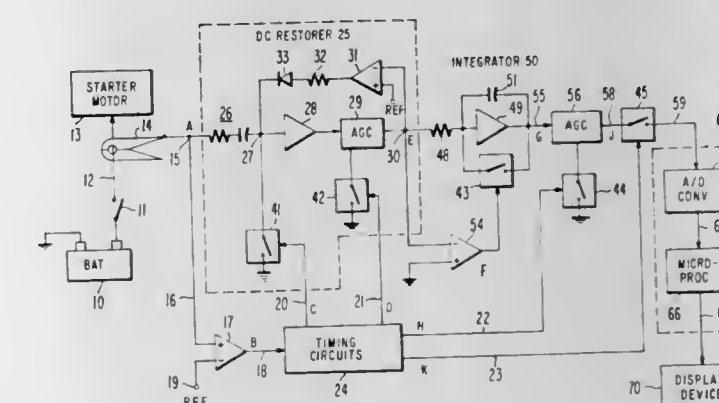 DC RESTORER 25
33
32
31
INTEGRATOR 50
51
STARTER
MOTOR
13
14
A
15
26
27
28
29
AGC
REF
30
E
48
49
55
G
56
AGC
58
J
45
59
12
11
41
42
43
44
A/D
CONV
BAT
10
16
54
F
MICRO-
PROC
66
20
C
21
D
17
B
18
19
REF
TIMING
CIRCUITS
24
H
22
K
23
70
DISPLA
DEVICE